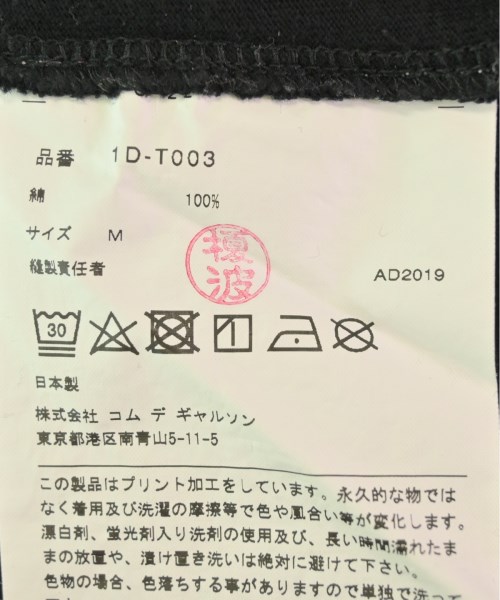 品番 1D-T003
綿 100%
サイズ M
縫製責任者 榎波 AD2019
30
日本製
株式会社 コム デ ギャルソン
東京都港区南青山5-11-5
この製品はプリント加工をしています。永久的な物では
なく着用及び洗濯の摩擦等で色や風合い等が変化します。
漂白剤、蛍光剤入り洗剤の使用及び、長い時間濡れたま
まの放置や、漬け置き洗いは絶対に避けて下さい。
色物の場合、色落ちする事がありますので単独で洗って